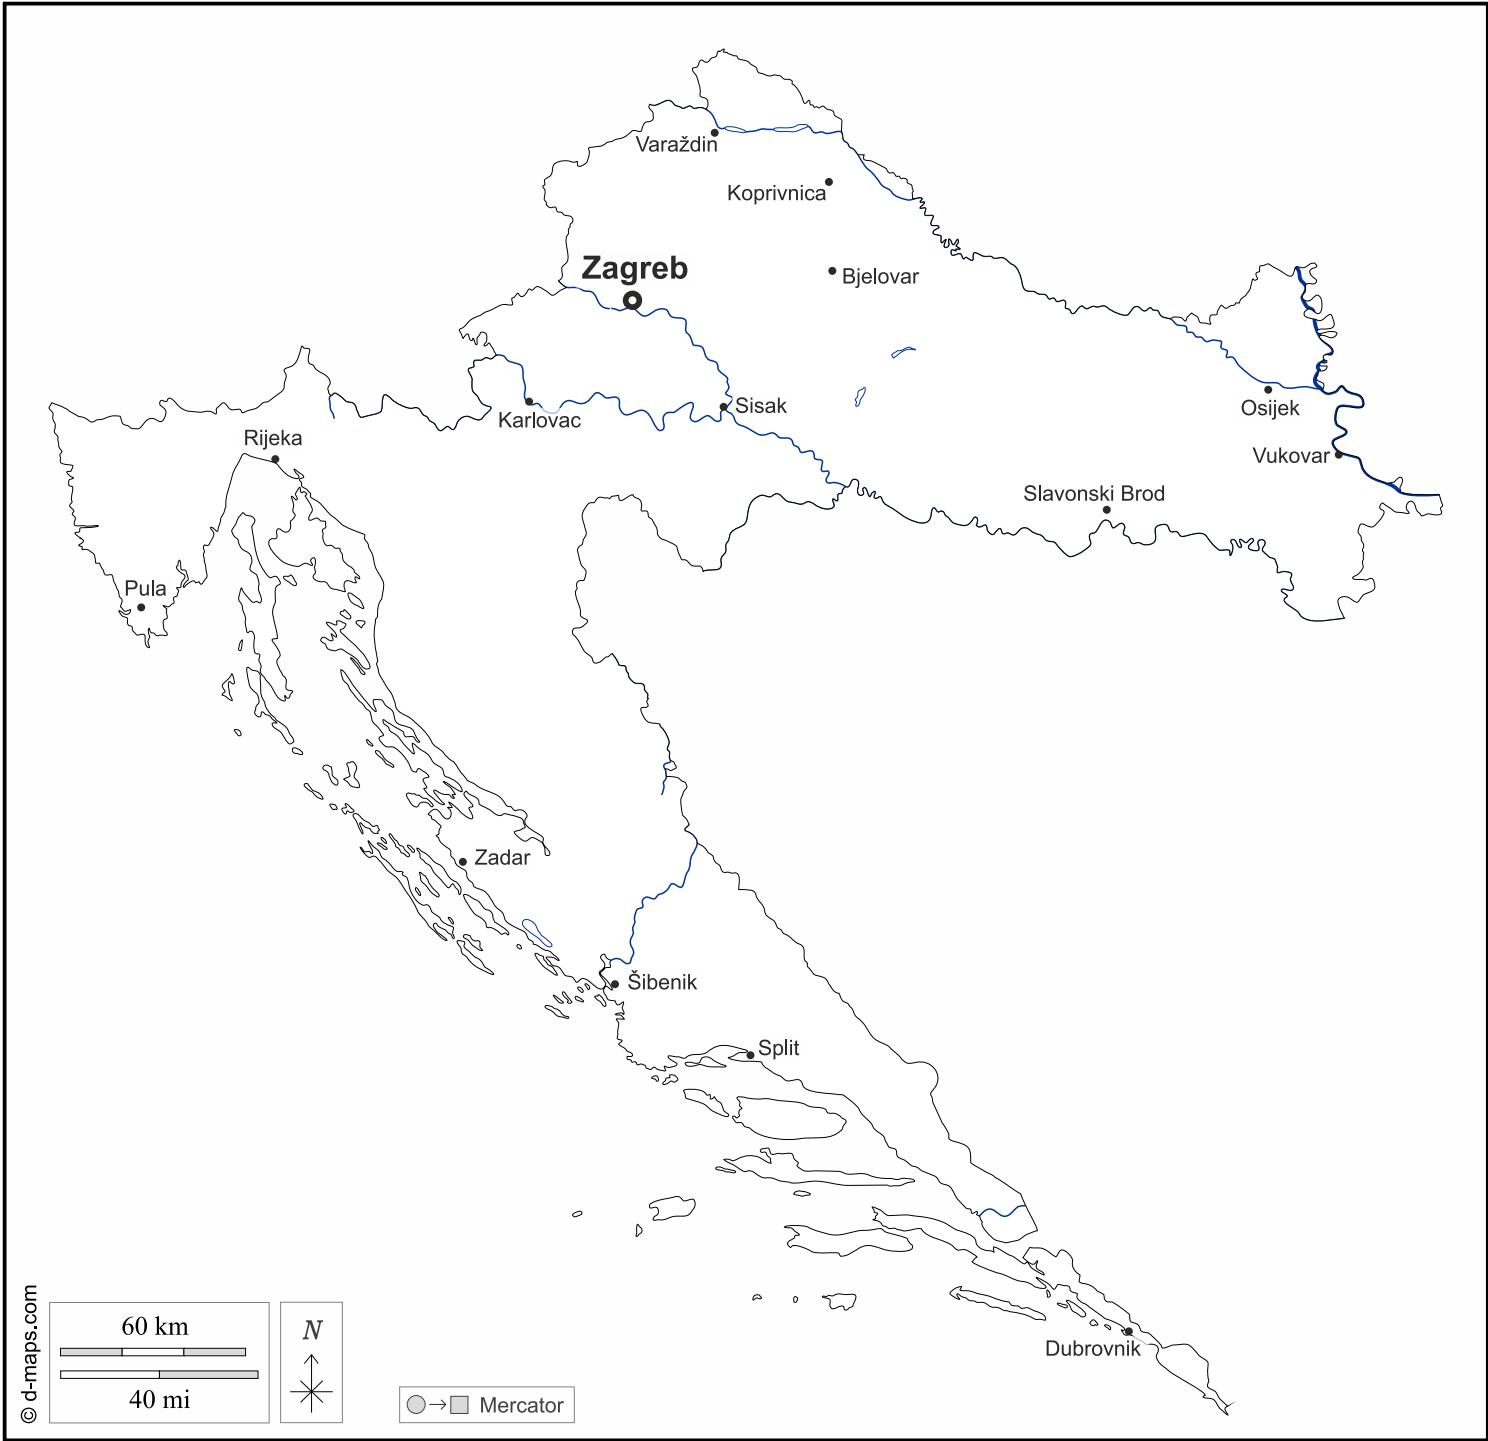 Varaždin
Koprivnica
Zagreb
Bjelovar
Karlovac
Sisak
Osijek
Rijeka
Vukovar
Slavonski Brod
Pula
Zadar
Šibenik
Split
Dubrovnik
© d-maps.com
60 km
40 mi
N
Mercator